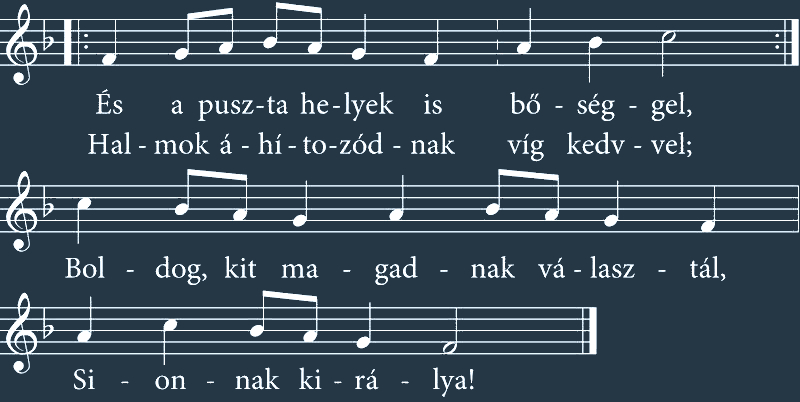 És a pusz-ta he-lyek is bő - ség - gel,
Hal - mok á - hí - to-zód - nak víg kedv - vel;
Bol - dog, kit ma - gad - nak vá - lasz - tál,
Si - on - nak ki - rá - lya!